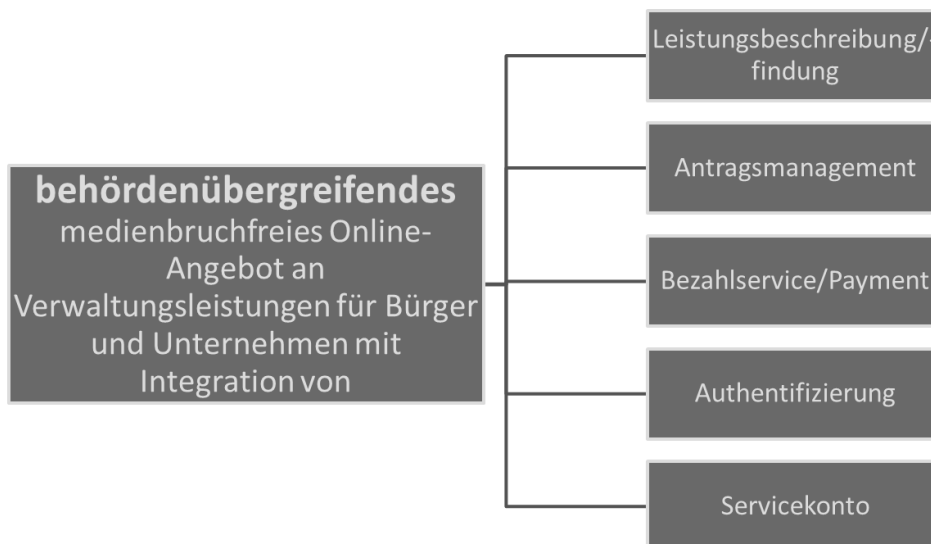 behördenübergreifendes
medienbruchfreies Online-
Angebot an
Verwaltungsleistungen für Bürger
und Unternehmen mit
Integration von
Leistungsbeschreibung/-
findung
Antragsmanagement
Bezahlservice/Payment
Authentifizierung
Servicekonto